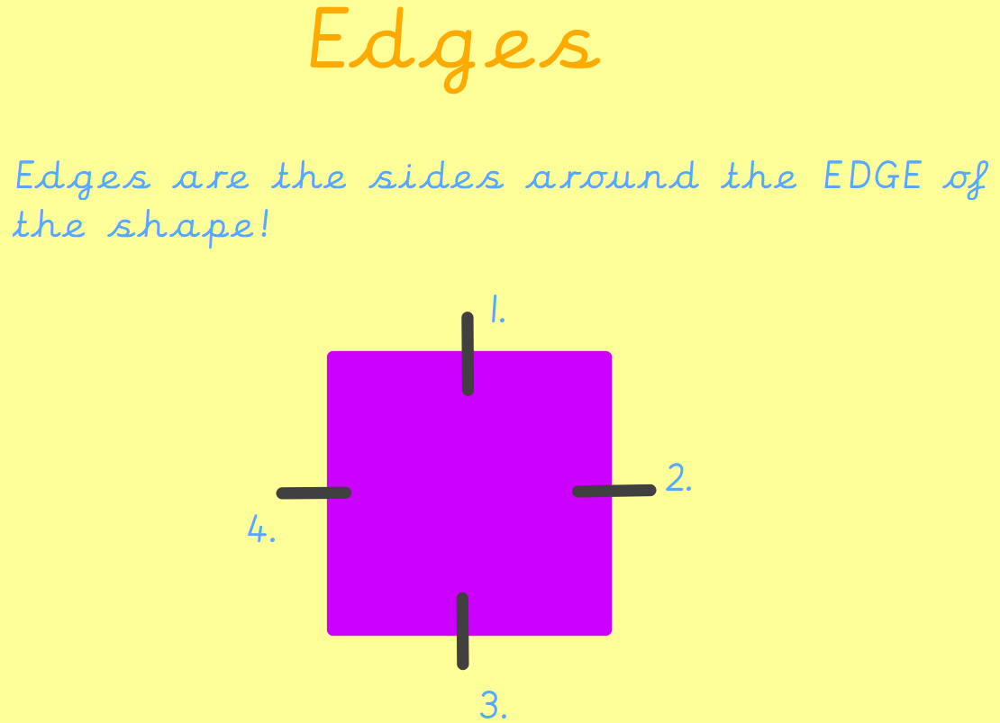 Edges
Edges are the sides around the EDGE of
the shape!
1.
2.
4.
3.